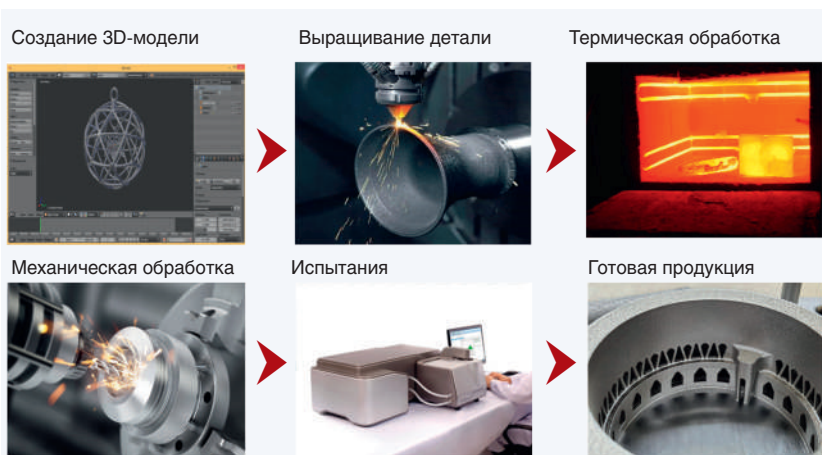 Создание 3D-модели
Выращивание детали
Термическая обработка
Механическая обработка
Испытания
Готовая продукция